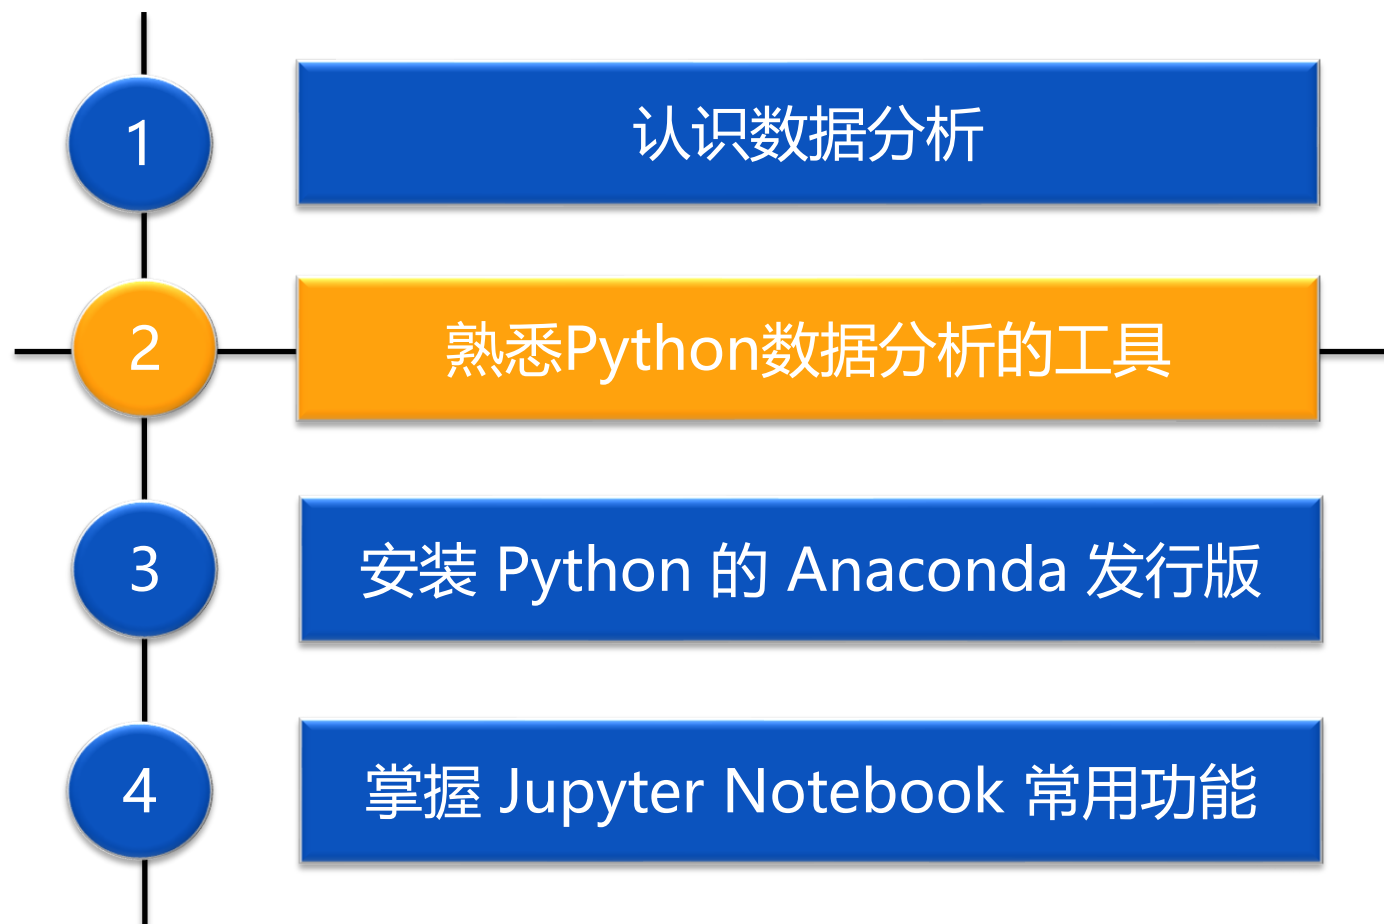 1
认识数据分析
2
熟悉Python数据分析的工具
3
安装 Python 的 Anaconda 发行版
4
掌握 Jupyter Notebook 常用功能